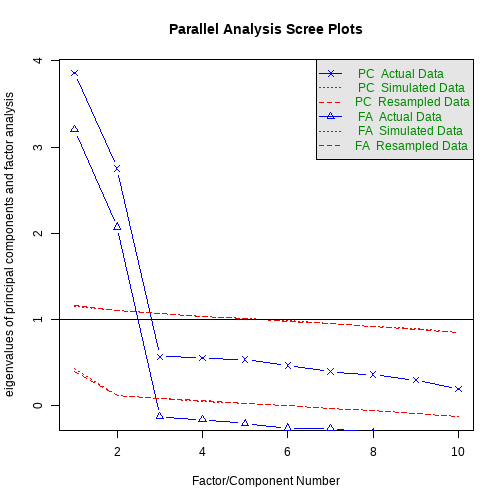 Parallel Analysis Scree Plots
eigenvalues of principal components and factor analysis
4
3
2
1
0
PC Actual Data
PC Simulated Data
PC Resampled Data
FA Actual Data
FA Simulated Data
FA Resampled Data
2
4
6
8
10
Factor/Component Number